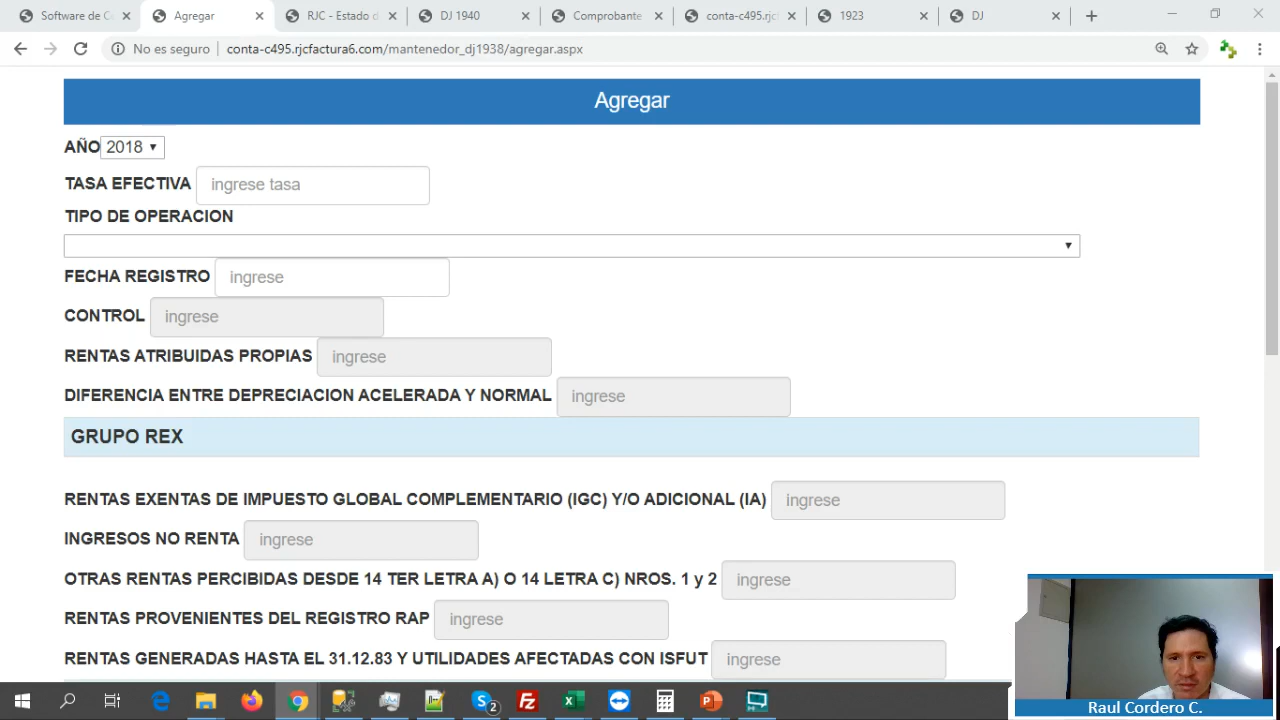 Software de Co
Agregar
RJC - Estado d
DJ 1940
Comprobante
conta-c495.rjc
1923
DJ
No es seguro
conta-c495.rjcfactura6.com/mantenedor_dj1938/agregar.aspx
Agregar
AÑO 2018
TASA EFECTIVA ingrese tasa
TIPO DE OPERACION
FECHA REGISTRO ingrese
CONTROL ingrese
RENTAS ATRIBUIDAS PROPIAS ingrese
DIFERENCIA ENTRE DEPRECIACION ACELERADA Y NORMAL ingrese
GRUPO REX
RENTAS EXENTAS DE IMPUESTO GLOBAL COMPLEMENTARIO (IGC) Y/O ADICIONAL (IA) ingrese
INGRESOS NO RENTA ingrese
OTRAS RENTAS PERCIBIDAS DESDE 14 TER LETRA A) O 14 LETRA C) NROS. 1 y 2 ingrese
RENTAS PROVENIENTES DEL REGISTRO RAP ingrese
RENTAS GENERADAS HASTA EL 31.12.83 Y UTILIDADES AFECTADAS CON ISFUT ingrese
2
Raul Cordero C.